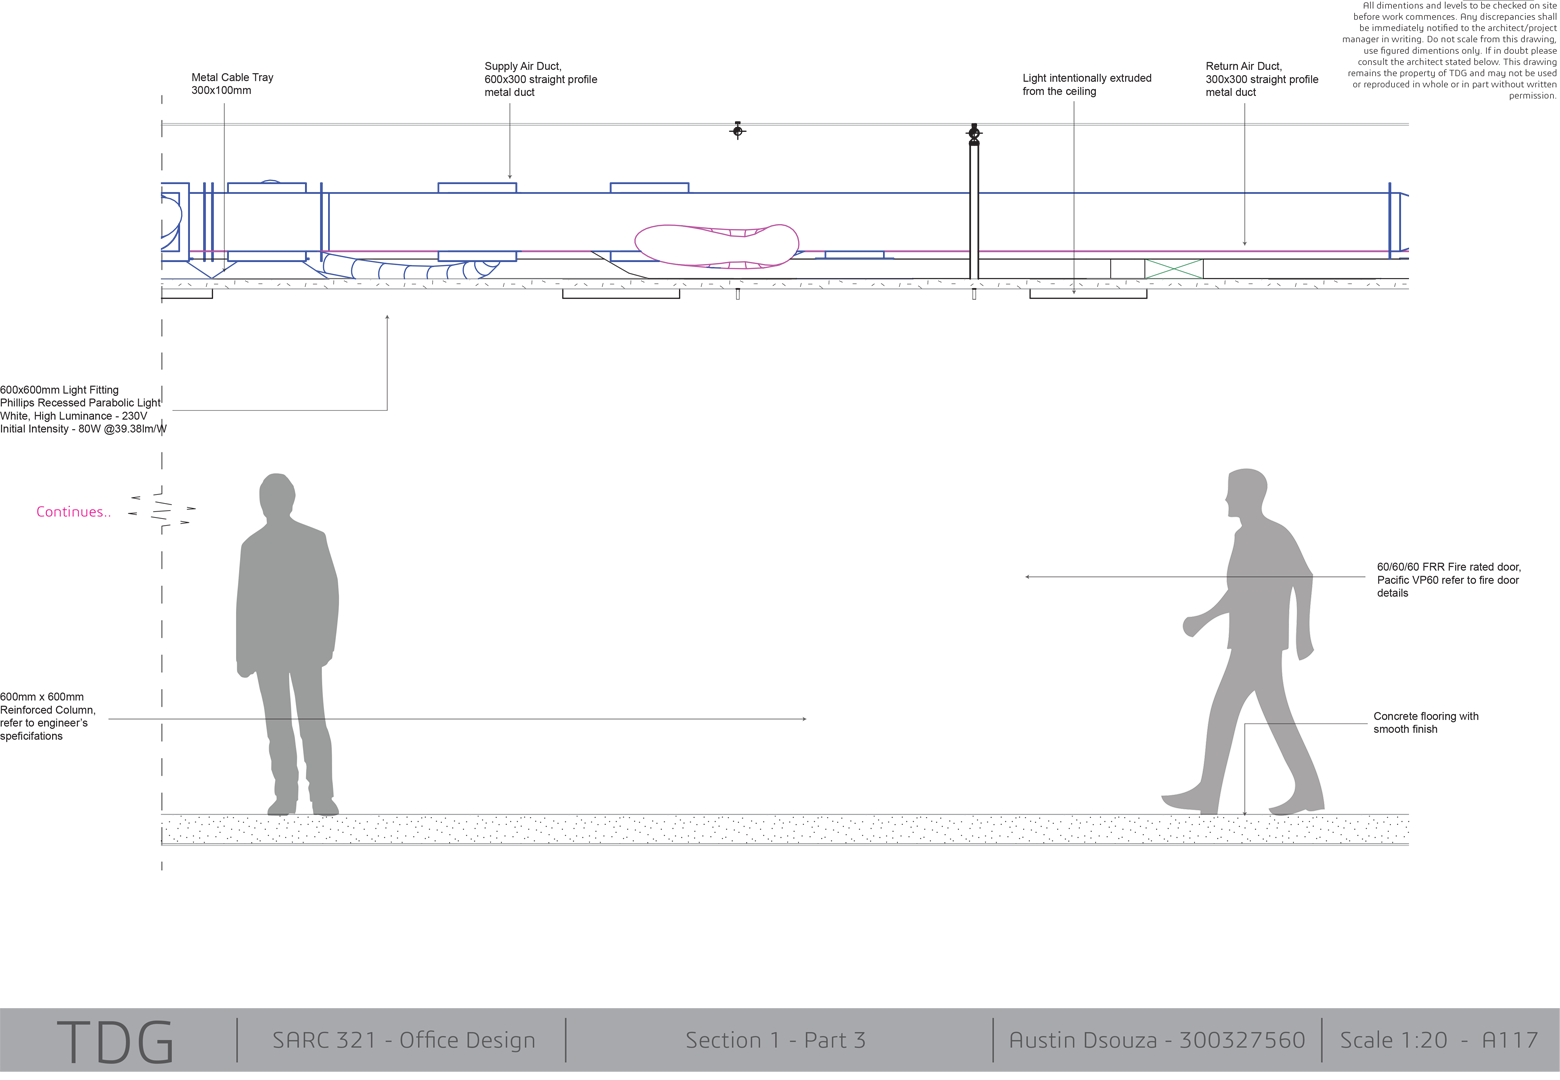 All dimentions and levels to be checked on site
before work commences. Any discrepancies shall
be immediately notified to the architect/project
manager in writing. Do not scale from this drawing,
use figured dimentions only. If in doubt please
consult the architect stated below. This drawing
remains the property of TDG and may not be used
or reproduced in whole or in part without written
permission.
Metal Cable Tray
300x100mm
Supply Air Duct,
600x300 straight profile
metal duct
Light intentionally extruded
from the ceiling
Return Air Duct,
300x300 straight profile
metal duct
600x600mm Light Fitting
Phillips Recessed Parabolic Light
White, High Luminance - 230V
Initial Intensity - 80W @39.38lm/W
Continues..
60/60/60 FRR Fire rated door,
Pacific VP60 refer to fire door
details
600mm x 600mm
Reinforced Column,
refer to engineer's
speficifations
Concrete flooring with
smooth finish
TDG
SARC 321 - Office Design
Section 1 - Part 3
Austin Dsouza - 300327560
Scale 1:20 - A117